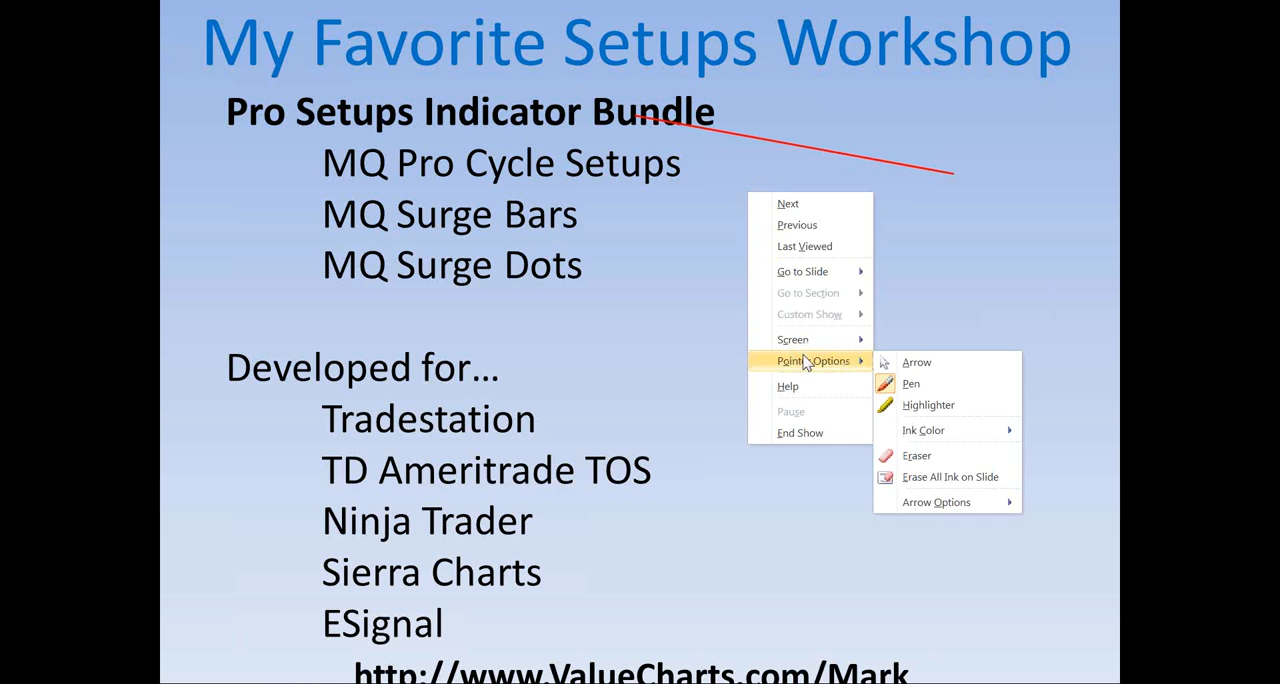 My Favorite Setups Workshop
Pro Setups Indicator Bundle
MQ Pro Cycle Setups
MQ Surge Bars
MQ Surge Dots
Next
Previous
Last Viewed
Go to Slide
Go to Section
Custom Show
Screen
Pointer Options
Help
Pause
End Show
Arrow
Pen
Highlighter
Ink Color
Eraser
Erase All Ink on Slide
Arrow Options
Developed for...
Tradestation
TD Ameritrade TOS
Ninja Trader
Sierra Charts
ESignal
http://www.ValueCharts.com/Mark